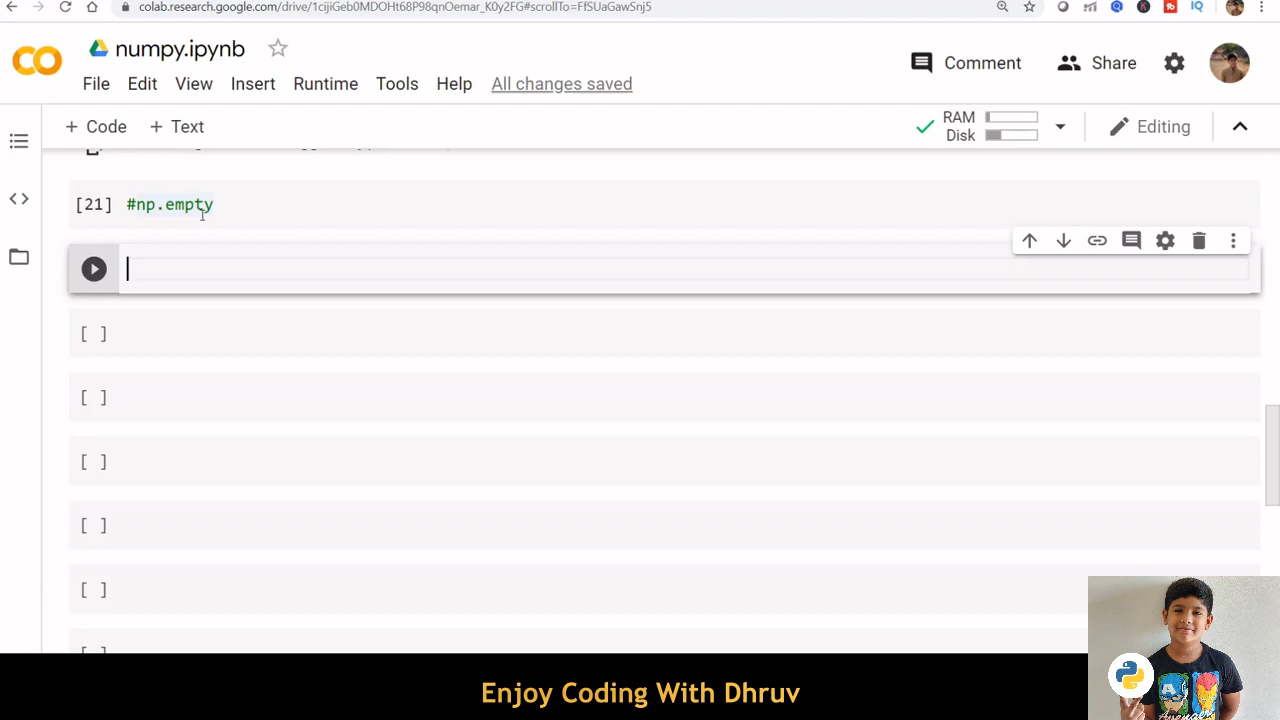 colab.research.google.com/drive/1cijiGeb0MDOHt68P98qnOemar_K0y2FG#scrollTo=FfSUaGawSnj5
numpy.ipynb
Comment Share
File Edit View Insert Runtime Tools Help All changes saved
+ Code + Text
RAM
Disk
Editing
[21] #np.empty
[ ]
[ ]
[ ]
[ ]
[ ]
Enjoy Coding With Dhruv